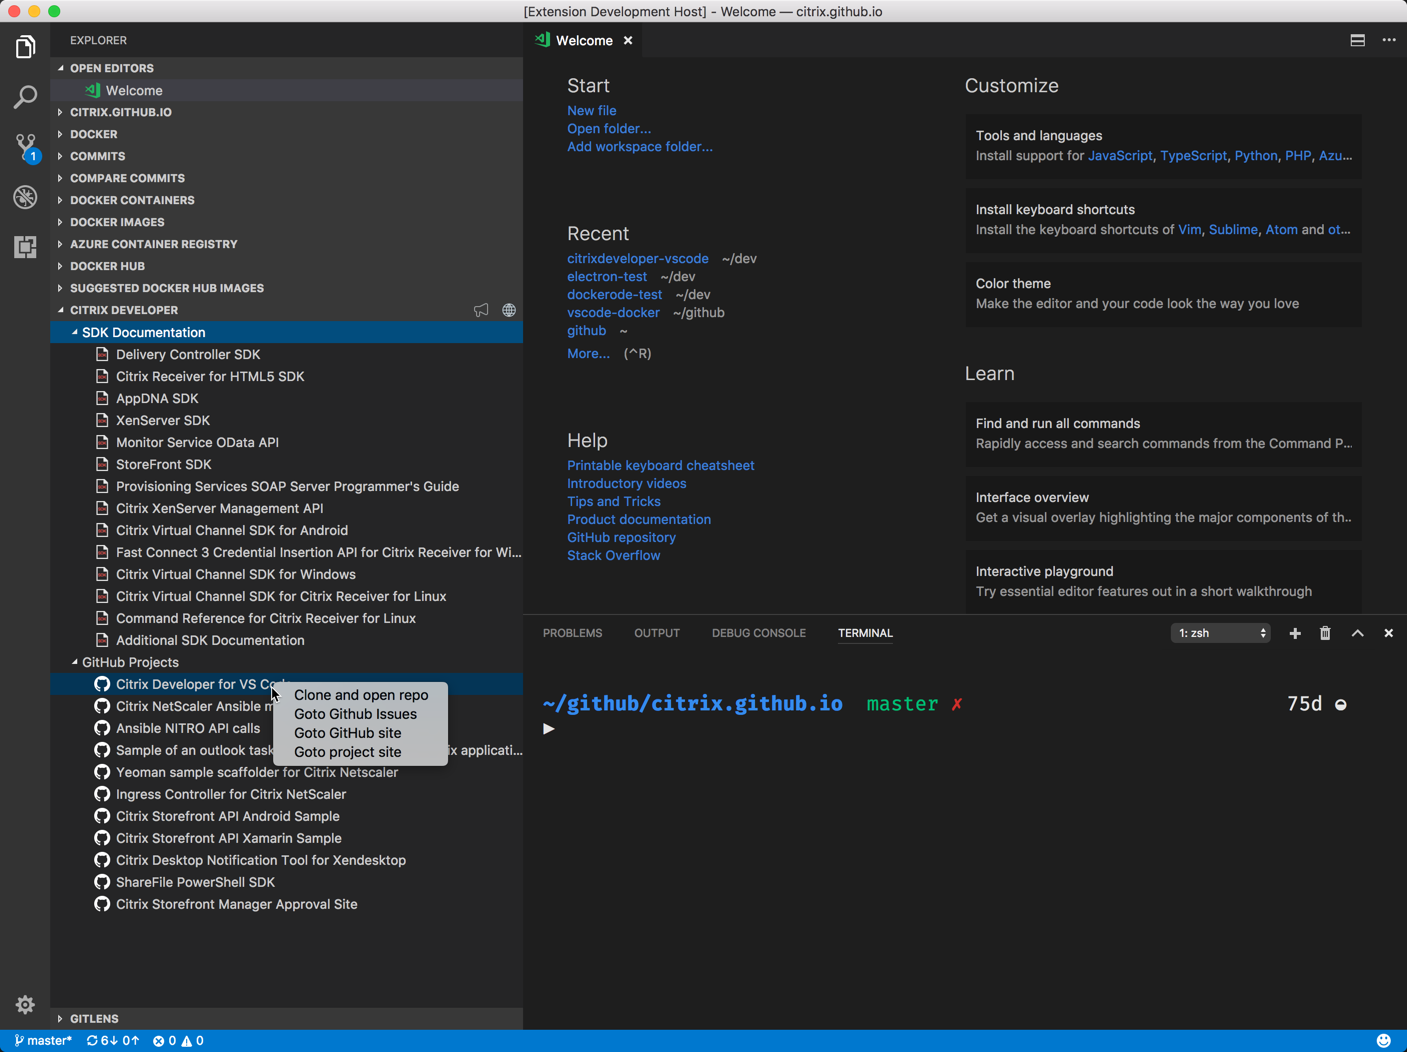 [Extension Development Host] - Welcome — citrix.github.io
EXPLORER
OPEN EDITORS
Welcome
CITRIX.GITHUB.IO
DOCKER
COMMITS
COMPARE COMMITS
DOCKER CONTAINERS
DOCKER IMAGES
AZURE CONTAINER REGISTRY
DOCKER HUB
SUGGESTED DOCKER HUB IMAGES
CITRIX DEVELOPER
SDK Documentation
Delivery Controller SDK
Citrix Receiver for HTML5 SDK
AppDNA SDK
XenServer SDK
Monitor Service OData API
StoreFront SDK
Provisioning Services SOAP Server Programmer's Guide
Citrix XenServer Management API
Citrix Virtual Channel SDK for Android
Fast Connect 3 Credential Insertion API for Citrix Receiver for Wi...
Citrix Virtual Channel SDK for Windows
Citrix Virtual Channel SDK for Citrix Receiver for Linux
Command Reference for Citrix Receiver for Linux
Additional SDK Documentation
GitHub Projects
Citrix Developer for VS
Citrix NetScaler Ansible
Ansible NITRO API calls
Sample of an outlook task ix applicati...
Yeoman sample scaffolder for Citrix Netscaler
Ingress Controller for Citrix NetScaler
Citrix Storefront API Android Sample
Citrix Storefront API Xamarin Sample
Citrix Desktop Notification Tool for Xendesktop
ShareFile PowerShell SDK
Citrix Storefront Manager Approval Site
Clone and open repo
Goto Github Issues
Goto GitHub site
Goto project site
GITLENS
1
Welcome
Start
New file
Open folder...
Add workspace folder...
Recent
citrixdeveloper-vscode ~/dev
electron-test ~/dev
dockerode-test ~/dev
vscode-docker ~/github
github ~
More... (^R)
Help
Printable keyboard cheatsheet
Introductory videos
Tips and Tricks
Product documentation
GitHub repository
Stack Overflow
Customize
Tools and languages
Install support for JavaScript, TypeScript, Python, PHP, Azu...
Install keyboard shortcuts
Install the keyboard shortcuts of Vim, Sublime, Atom and ot...
Color theme
Make the editor and your code look the way you love
Learn
Find and run all commands
Rapidly access and search commands from the Command P...
Interface overview
Get a visual overlay highlighting the major components of th...
Interactive playground
Try essential editor features out in a short walkthrough
PROBLEMS OUTPUT DEBUG CONSOLE TERMINAL 1: zsh
~/github/citrix.github.io master ✗ 75d
master* 6↓ 0↑ 0 0